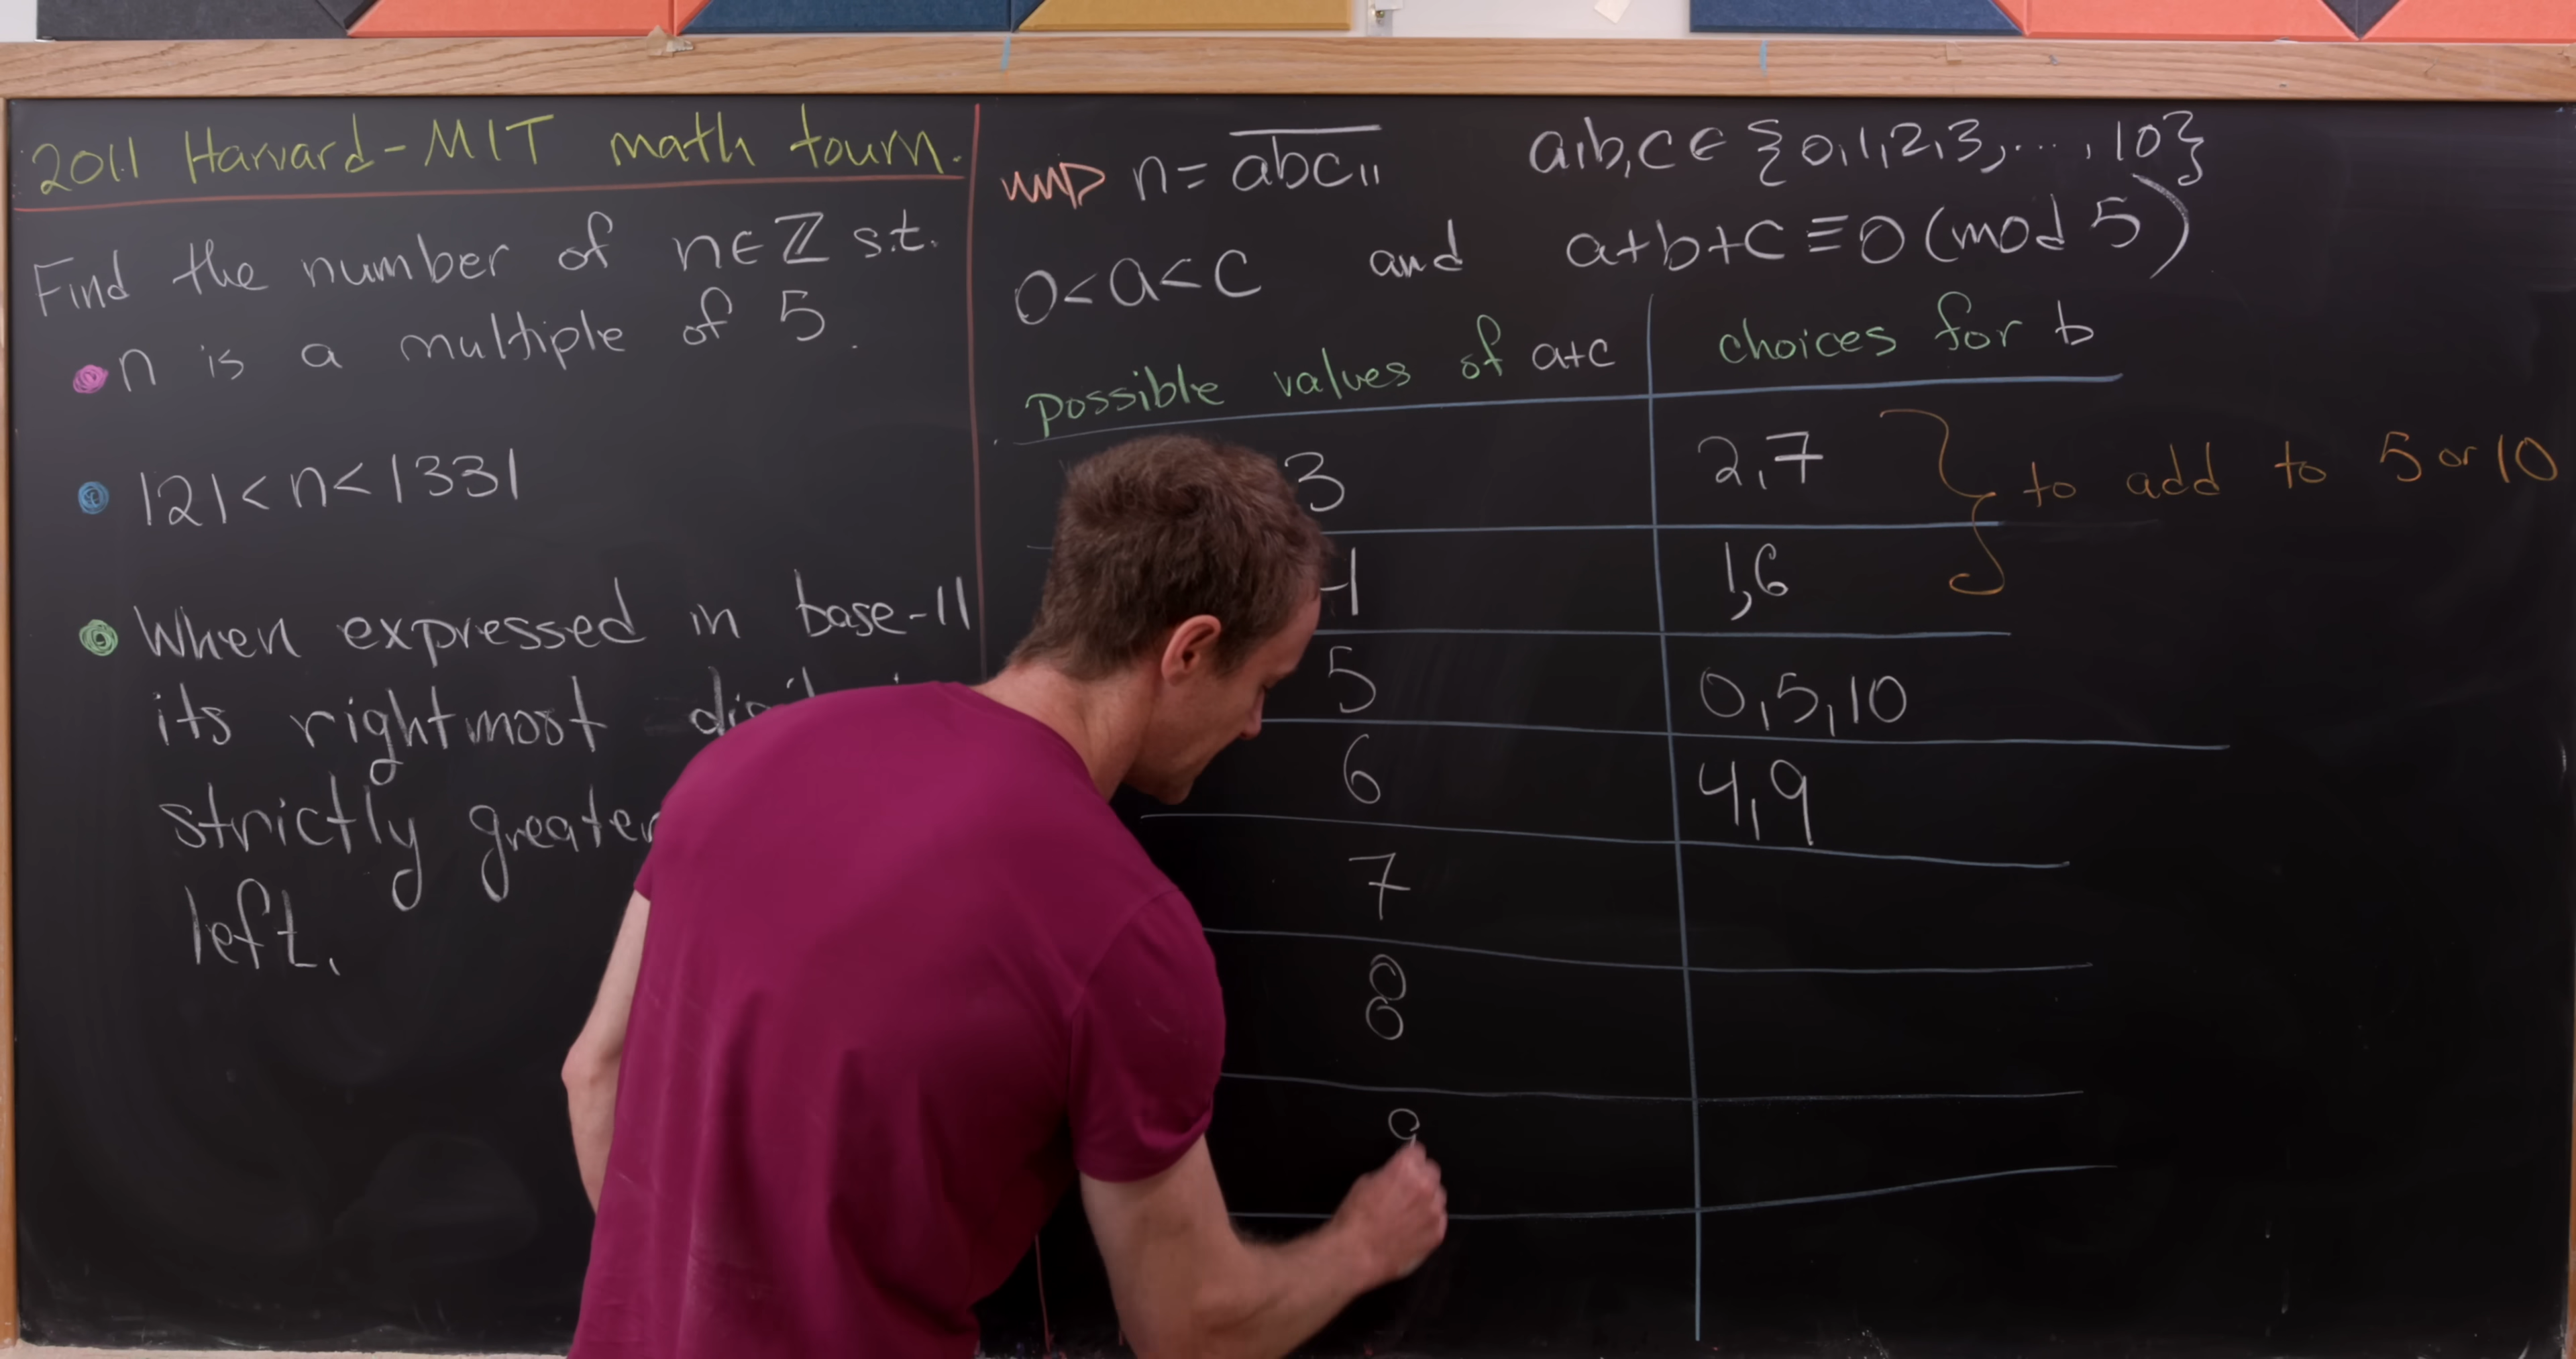 2011 Harvard-MIT math tourn.
Find the number of n∈ℤ s.t.
n is a multiple of 5.
121<n<1331
When expressed in base-11
its rightmost
strictly greater
left.
n= abc₁₁ a,b,c∈{0,1,2,3,...,10}
0<a<c and a+b+c≡0(mod 5)
possible values of a+c choices for b
3 2,7 to add to 5 or 10
4 1,6
5 0,5,10
6 4,9
7
8
9